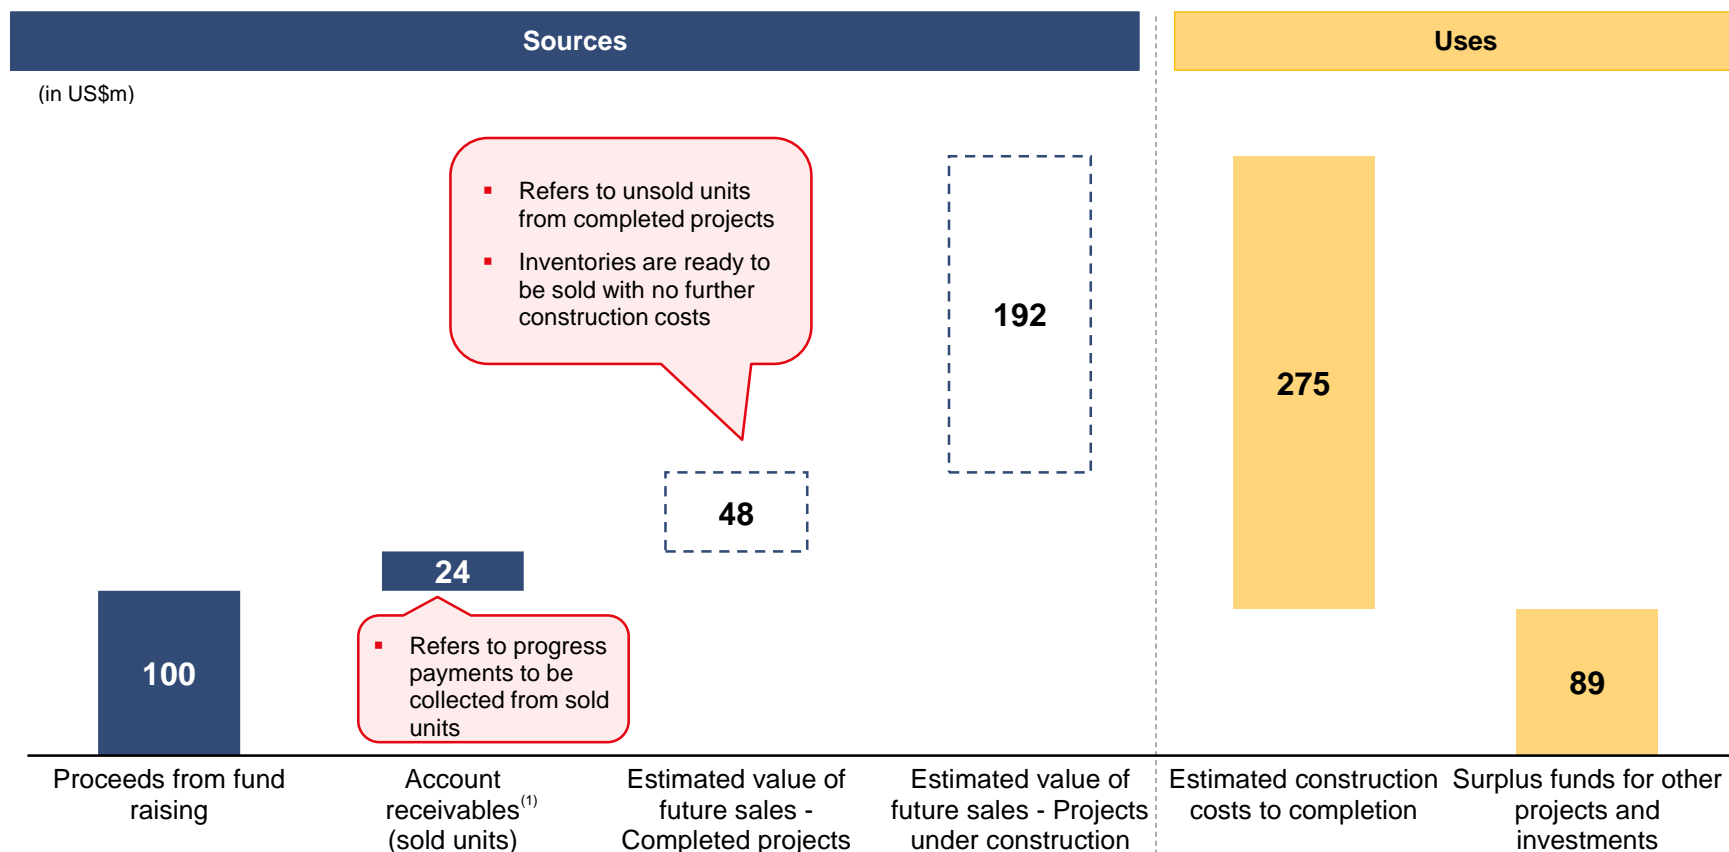 Sources
Uses
(in US$m)
▪ Refers to unsold units
from completed projects
▪ Inventories are ready to
be sold with no further
construction costs
192
275
48
24
▪ Refers to progress
payments to be
collected from sold
units
100
89
Proceeds from fund
raising
Account
receivables(1)
(sold units)
Estimated value of
future sales -
Completed projects
Estimated value of
future sales - Projects
under construction
Estimated construction
costs to completion
Surplus funds for other
projects and
investments